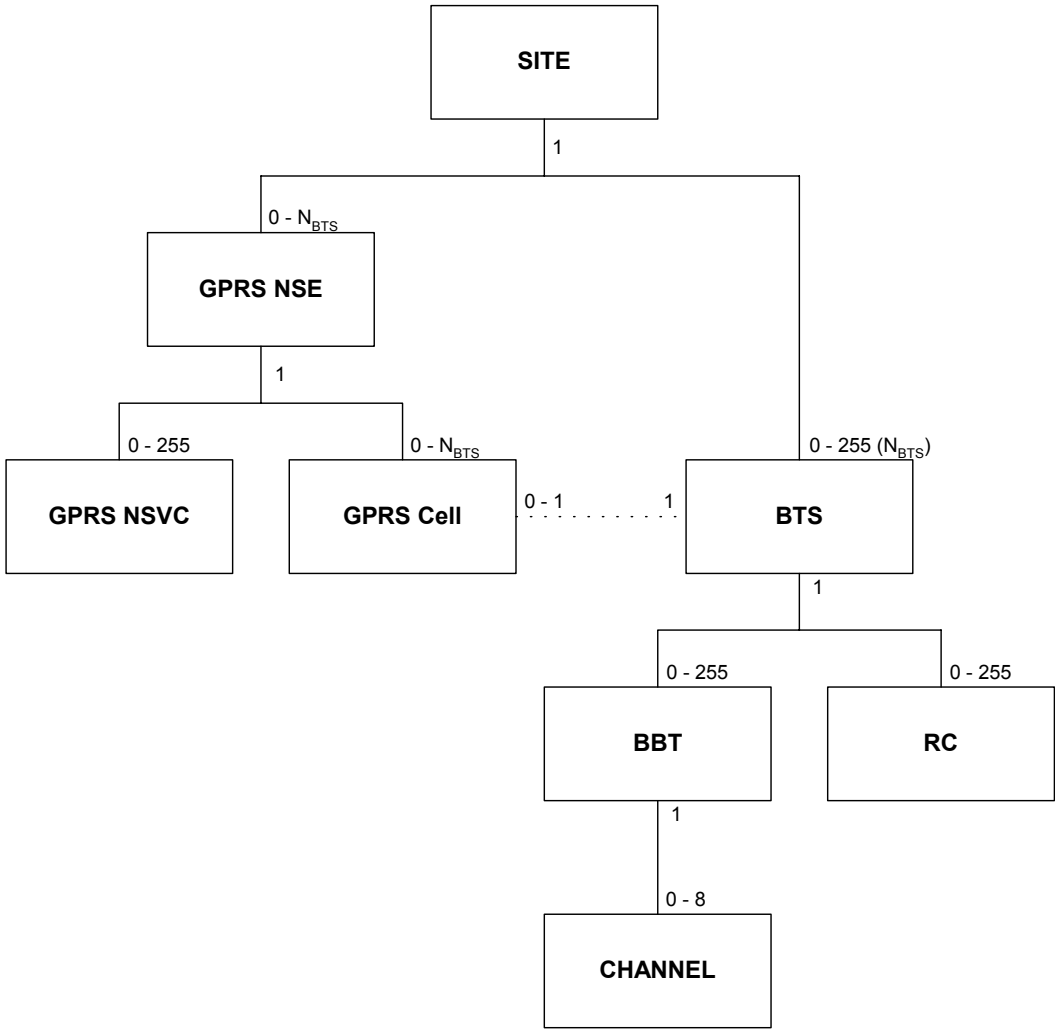 SITE
1
0 - N_BTS
GPRS NSE
1
0 - 255
0 - N_BTS
0 - 255 (N_BTS)
GPRS NSVC
GPRS Cell
0 - 1
1
BTS
1
0 - 255
0 - 255
BBT
RC
1
0 - 8
CHANNEL